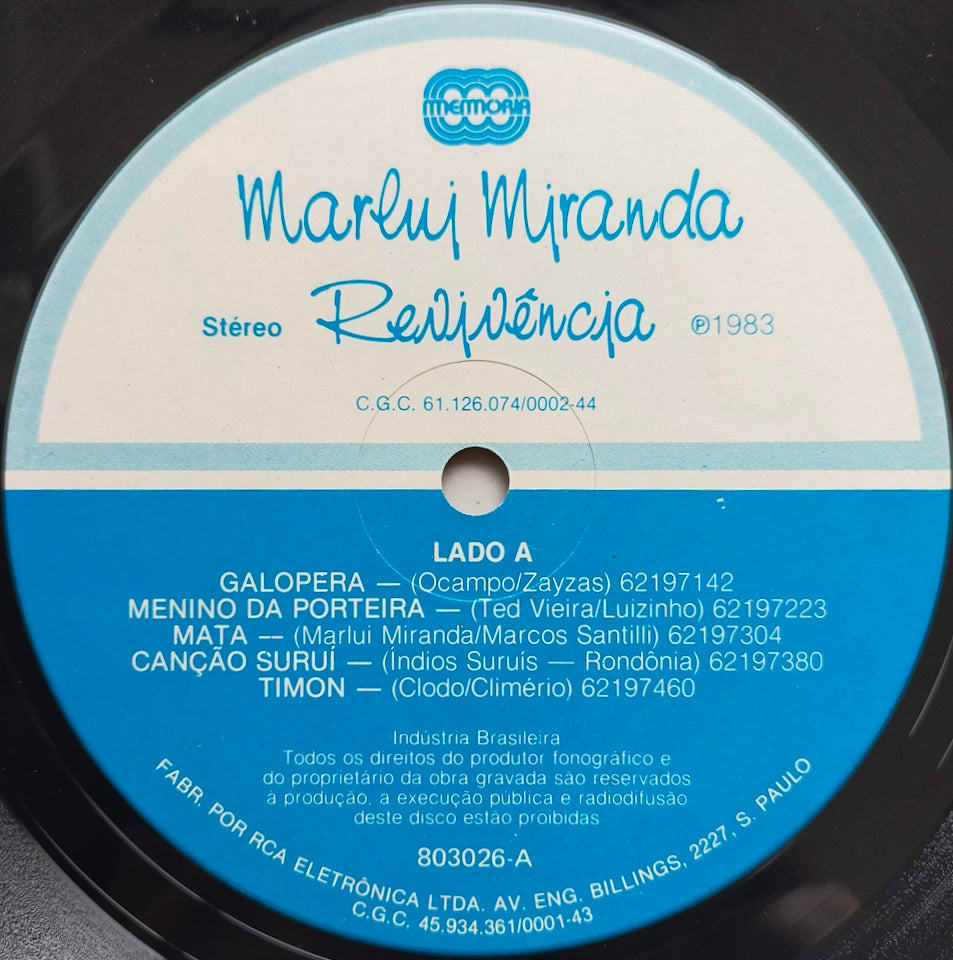 MEMÓRIA
Marlui Miranda
Revivência
Stéreo
℗1983
C.G.C. 61.126.074/0002-44
LADO A
GALOPERA — (Ocampo/Zayzas) 62197142
MENINO DA PORTEIRA — (Ted Vieira/Luizinho) 62197223
MATA — (Marlui Miranda/Marcos Santilli) 62197304
CANÇÃO SURUÍ — (Índios Suruís — Rondônia) 62197380
TIMON — (Clodo/Climério) 62197460
Indústria Brasileira
Todos os direitos do produtor fonográfico e
do proprietário da obra gravada são reservados
à produção, a execução pública e radiodifusão
deste disco estão proibidas
803026-A
FABR. POR RCA ELETRÔNICA LTDA. AV. ENG. BILLINGS, 2227, S. PAULO
C.G.C. 45.934.361/0001-43